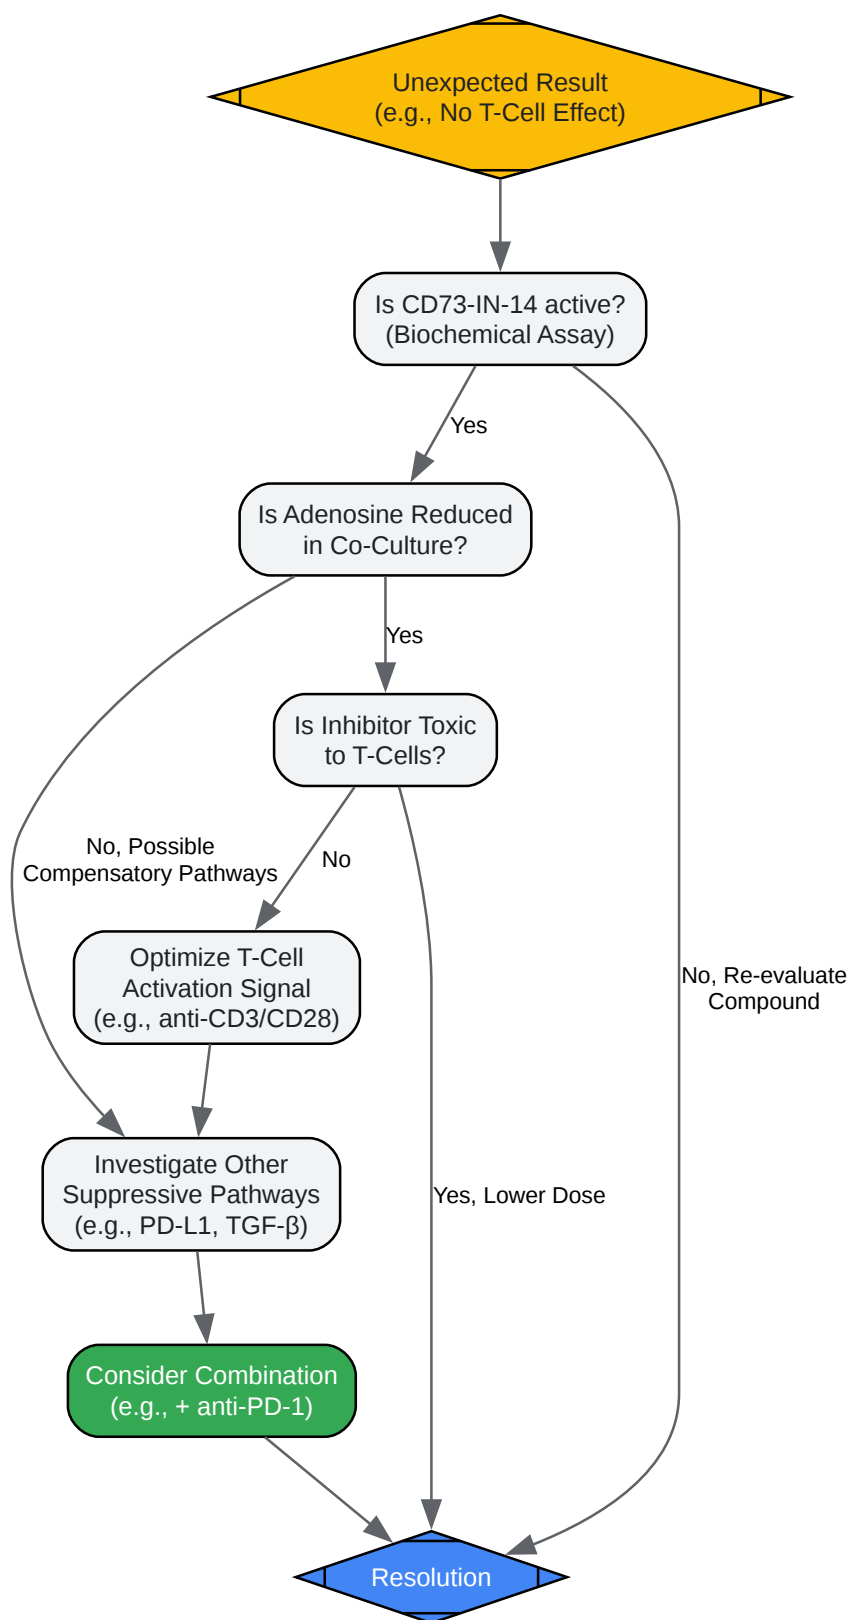 Unexpected Result
(e.g., No T-Cell Effect)
Is CD73-IN-14 active?
(Biochemical Assay)
Yes
Is Adenosine Reduced
in Co-Culture?
Yes
Is Inhibitor Toxic
to T-Cells?
No, Possible
Compensatory Pathways
No
Optimize T-Cell
Activation Signal
(e.g., anti-CD3/CD28)
No, Re-evaluate
Compound
Investigate Other
Suppressive Pathways
(e.g., PD-L1, TGF-β)
Yes, Lower Dose
Consider Combination
(e.g., + anti-PD-1)
Resolution